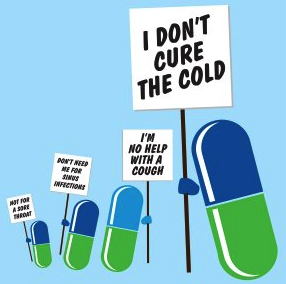 I DON'T
CURE
THE COLD
I'M
NO HELP
WITH A
COUGH
DON'T NEED
ME FOR
SINUS
INFECTIONS
NOT FOR
A SORE
THROAT